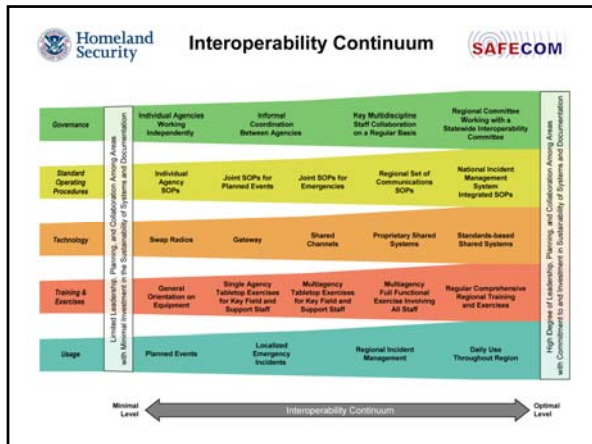 Homeland
Security
Interoperability Continuum
SAFECOM
Limited Leadership, Planning, and Collaboration Among Areas
with Minimal Investment in the Sustainability of Systems and Documentation
High Degree of Leadership, Planning, and Collaboration Among Areas
with Commitment to and Investment in Sustainability of Systems and Documentation
Governance
Individual Agencies
Working
Independently
Informal
Coordination
Between Agencies
Key Multidiscipline
Staff Collaboration
on a Regular Basis
Regional Committee
Working with a
Statewide Interoperability
Committee
Standard
Operating
Procedures
Individual
Agency
SOPs
Joint SOPs for
Planned Events
Joint SOPs for
Emergencies
Regional Set of
Communications
SOPs
National Incident
Management
System
Integrated SOPs
Technology
Swap Radios
Gateway
Shared
Channels
Proprietary Shared
Systems
Standards-based
Shared Systems
Training &
Exercises
General
Orientation on
Equipment
Single Agency
Tabletop Exercises
for Key Field and
Support Staff
Multiagency
Tabletop Exercises
for Key Field and
Support Staff
Multiagency
Full Functional
Exercise Involving
All Staff
Regular Comprehensive
Regional Training
and Exercises
Usage
Planned Events
Localized
Emergency
Incidents
Regional Incident
Management
Daily Use
Throughout Region
Minimal
Level
Interoperability Continuum
Optimal
Level